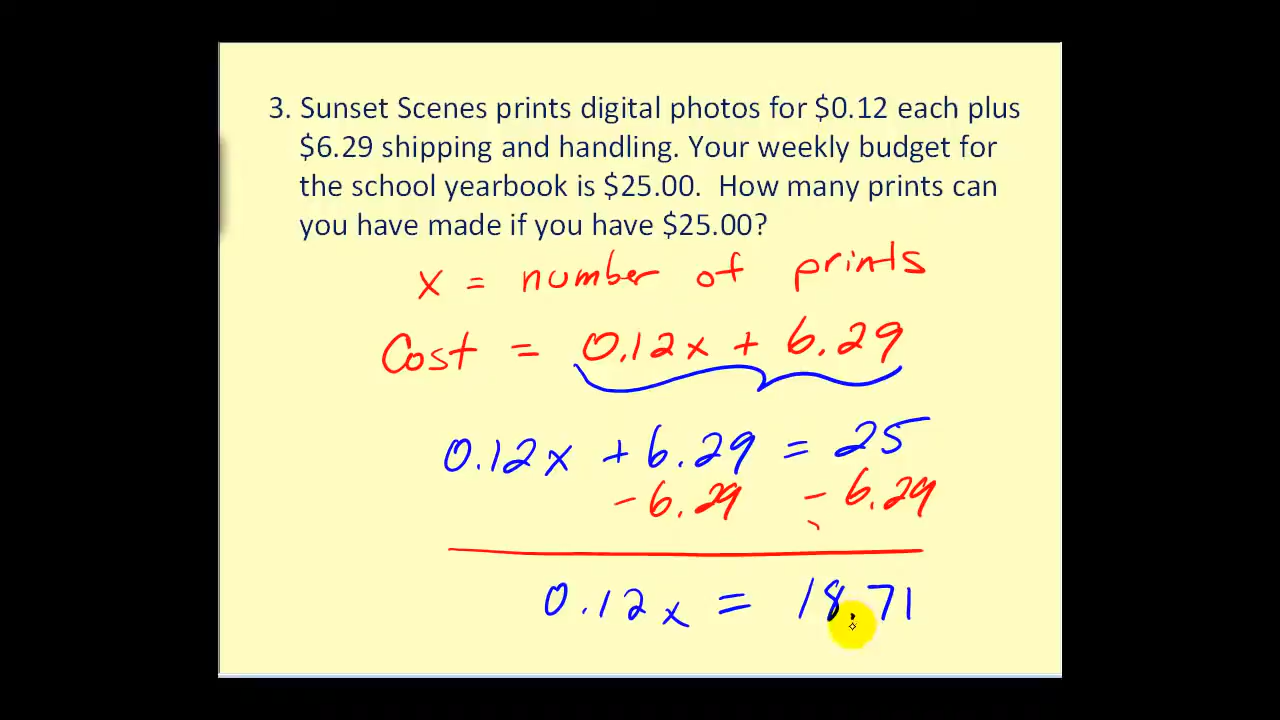 3. Sunset Scenes prints digital photos for $0.12 each plus
$6.29 shipping and handling. Your weekly budget for
the school yearbook is $25.00. How many prints can
you have made if you have $25.00?
x = number of prints
Cost = 0.12x + 6.29
0.12x + 6.29 = 25
- 6.29 - 6.29
0.12x = 18.71